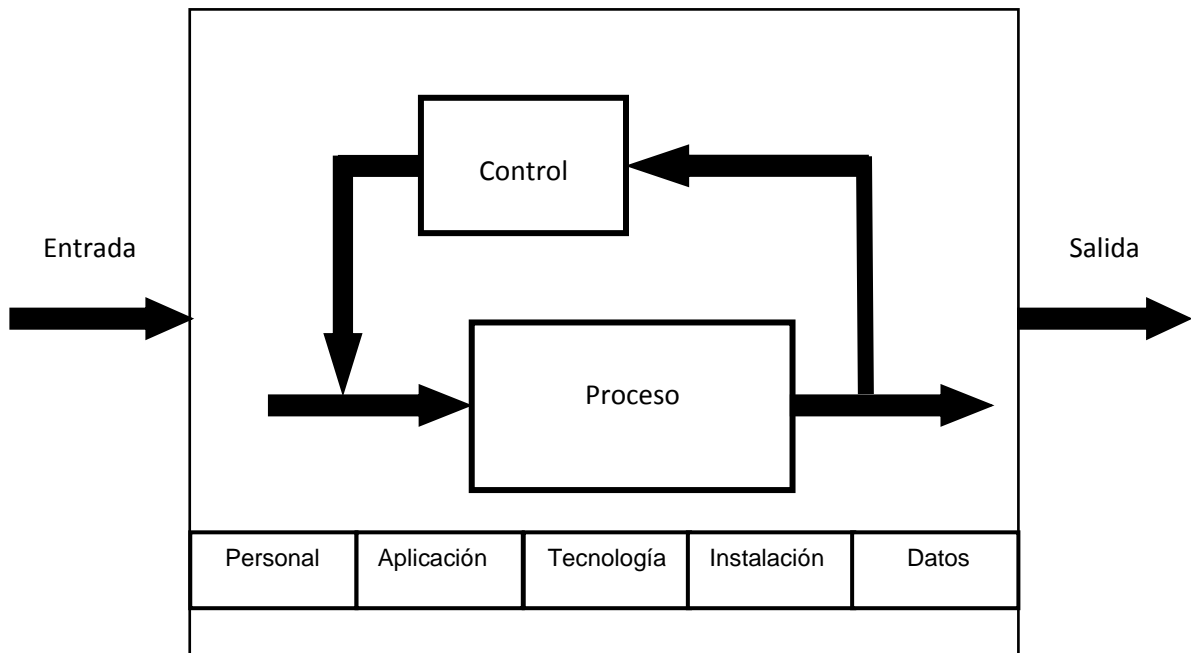 Control
Entrada
Salida
Proceso
Personal
Aplicación
Tecnología
Instalación
Datos